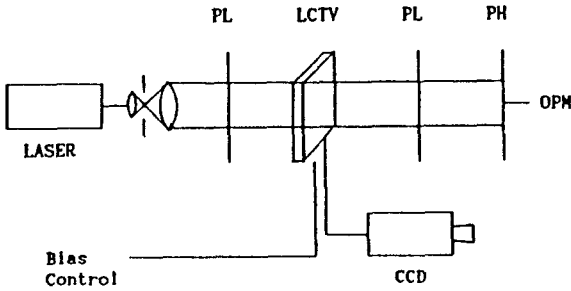 PL LCTV PL PH
OPM
LASER
Bias
Control
CCD